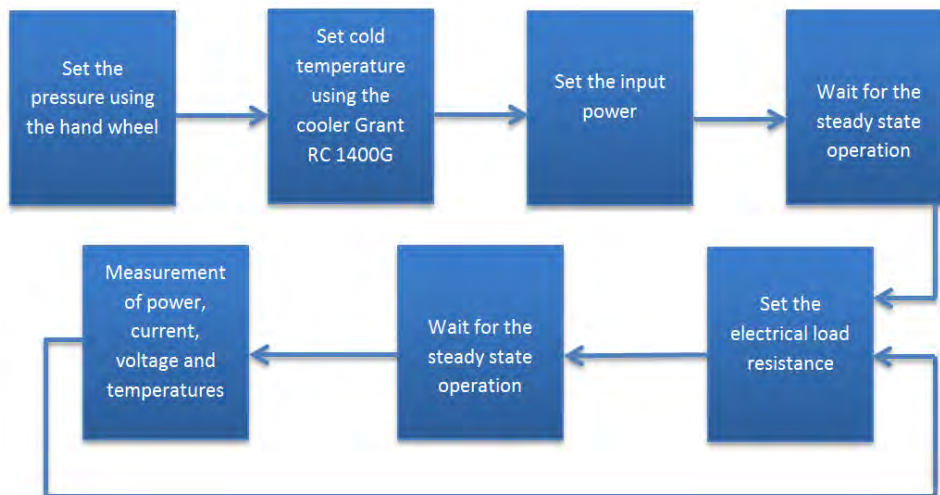 Set the
pressure using
the hand wheel
Set cold
temperature
using the
cooler Grant
RC 1400G
Set the input
power
Wait for the
steady state
operation
Set the
electrical load
resistance
Wait for the
steady state
operation
Measurement
of power,
current,
voltage and
temperatures